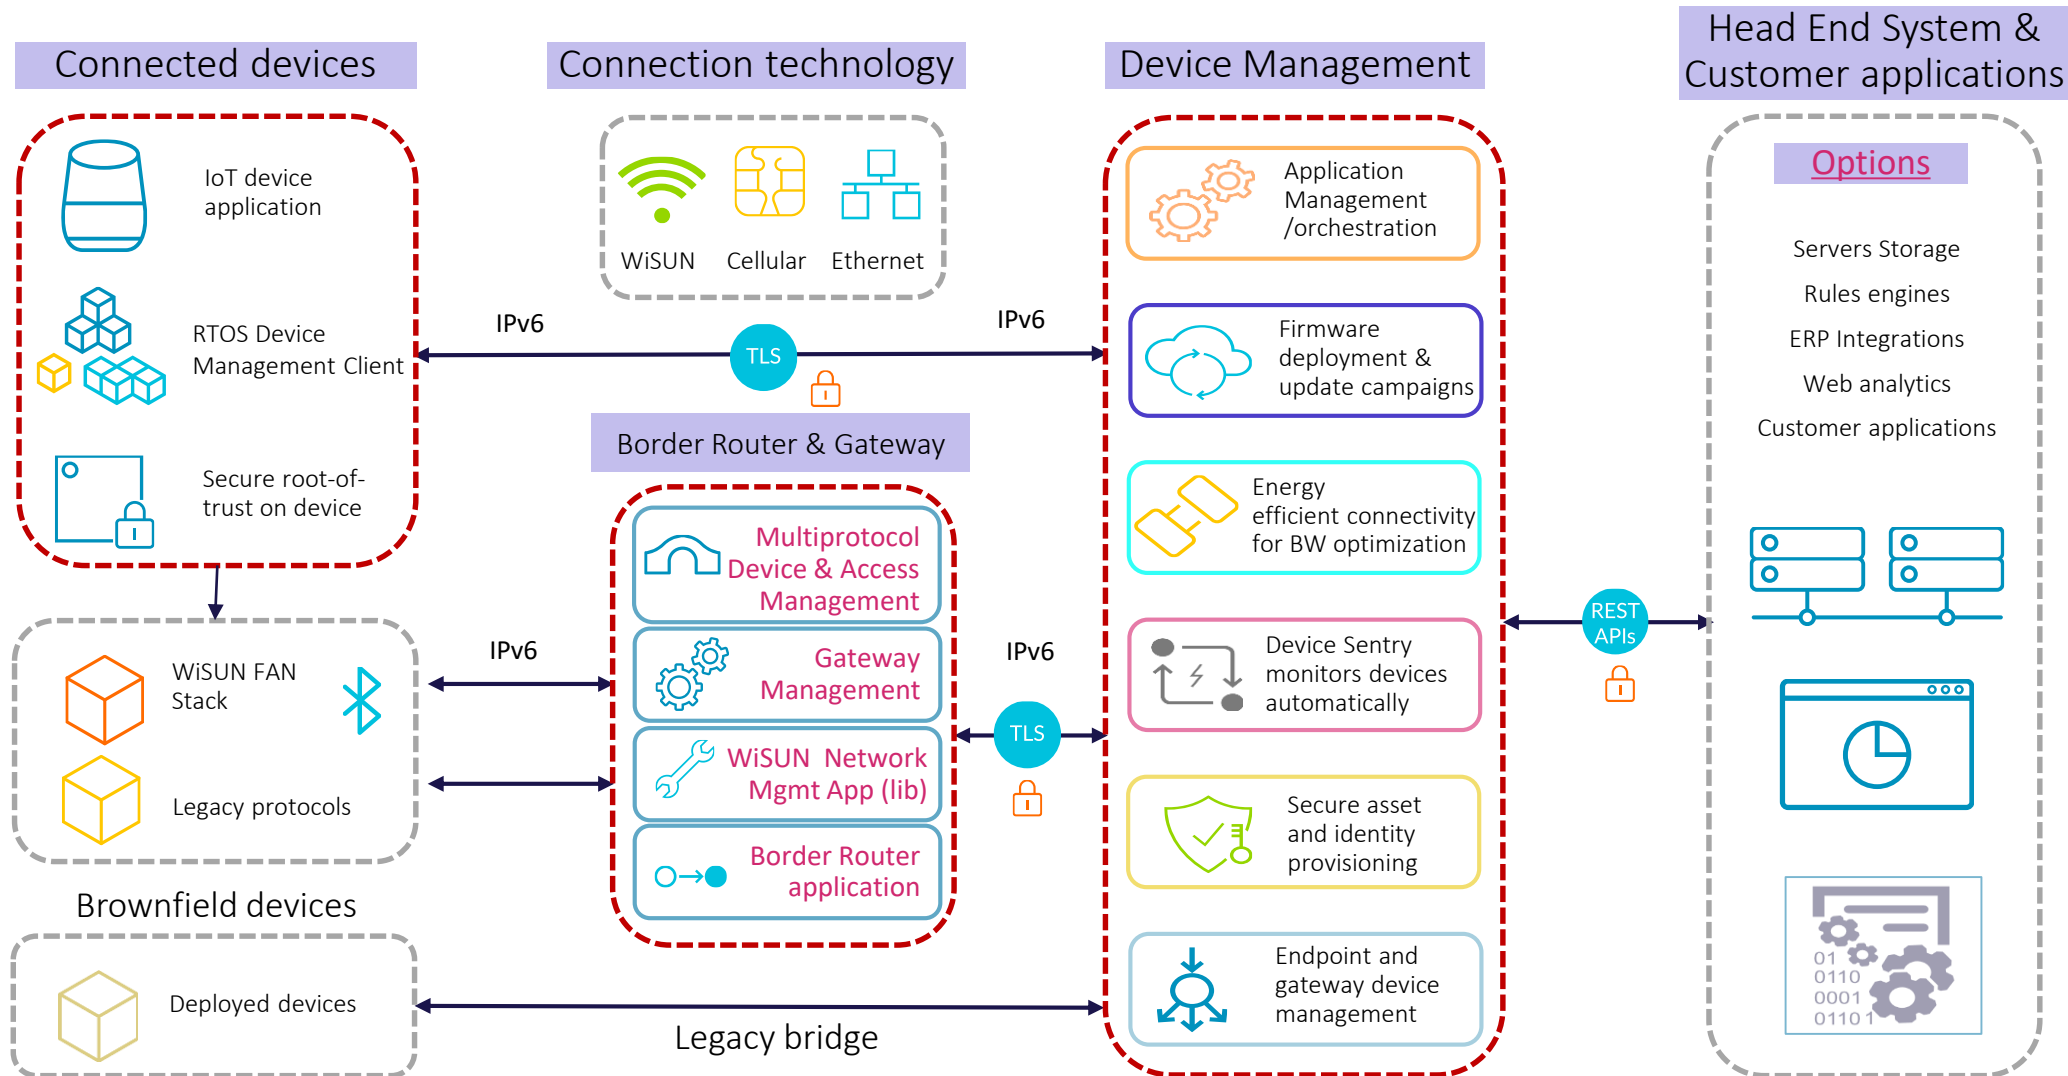 Connected devices
IoT device
application
RTOS Device
Management Client
Secure root-of-
trust on device
WiSUN FAN
Stack
Legacy protocols
Brownfield devices
Deployed devices
Connection technology
WiSUN
Cellular
Ethernet
IPv6
TLS
IPv6
Border Router & Gateway
Multiprotocol
Device & Access
Management
Gateway
Management
WiSUN  Network
Mgmt App (lib)
Border Router
application
IPv6
IPv6
TLS
Legacy bridge
Device Management
Application
Management
/orchestration
Firmware
deployment &
update campaigns
Energy
efficient connectivity
for BW optimization
Device Sentry
monitors devices
automatically
Secure asset
and identity
provisioning
Endpoint and
gateway device
management
REST
APIs
Head End System &
Customer applications
Options
Servers Storage
Rules engines
ERP Integrations
Web analytics
Customer applications
01
0110
0001
01101